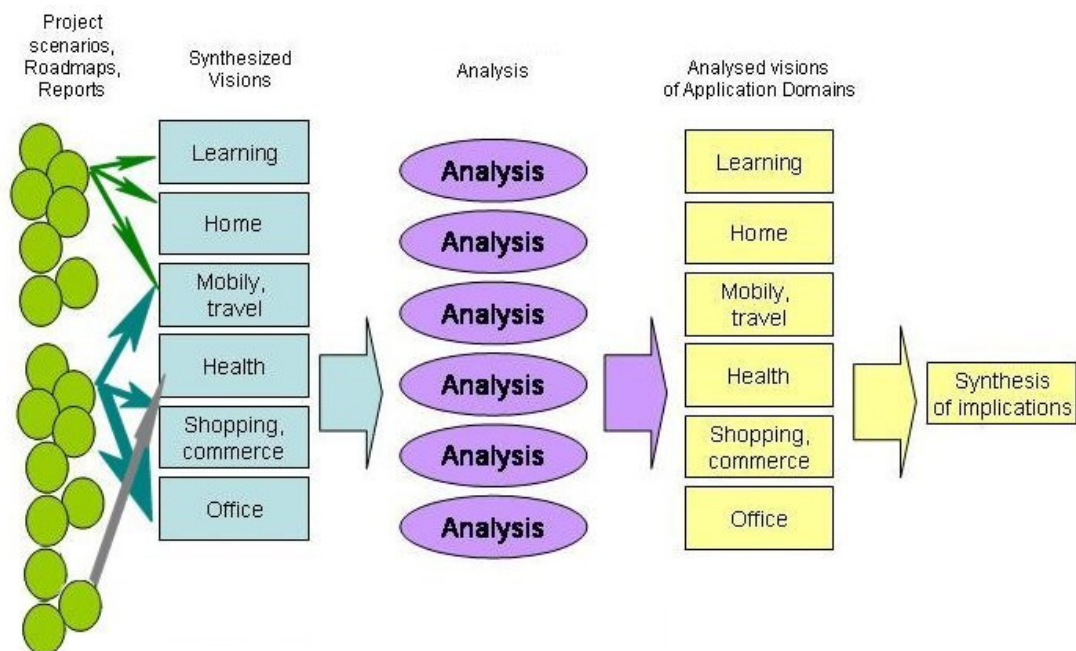 Project
scenarios,
Roadmaps,
Reports
Synthesized
Visions
Analysis
Analysed visions
of Application Domains
Learning
Home
Mobily,
travel
Health
Shopping,
commerce
Office
Analysis
Analysis
Analysis
Analysis
Analysis
Analysis
Learning
Home
Mobily,
travel
Health
Shopping,
commerce
Office
Synthesis
of implications